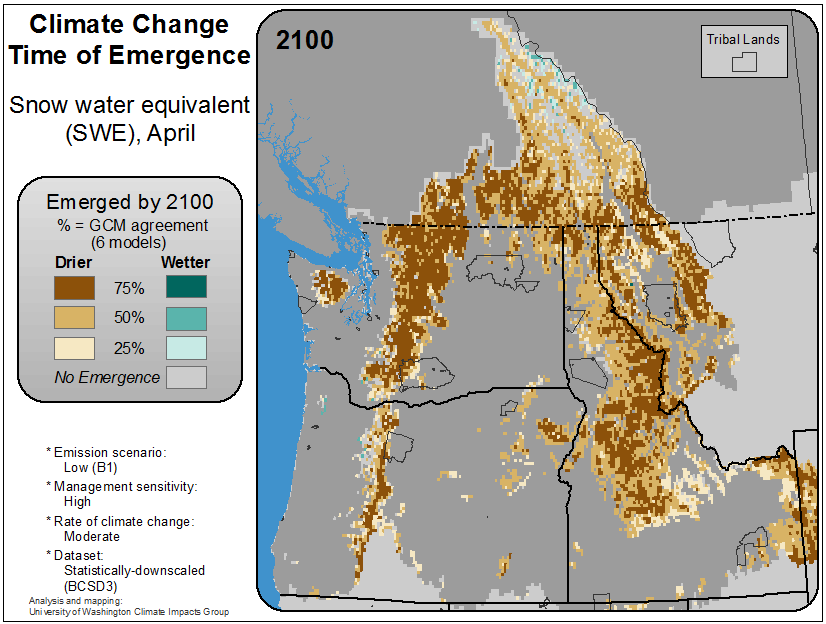 Climate Change
Time of Emergence
Snow water equivalent
(SWE), April
Emerged by 2100
% = GCM agreement
(6 models)
Drier Wetter
75%
50%
25%
No Emergence
* Emission scenario:
Low (B1)
* Management sensitivity:
High
* Rate of climate change:
Moderate
* Dataset:
Statistically-downscaled
(BCSD3)
Analysis and mapping:
University of Washington Climate Impacts Group
2100
Tribal Lands